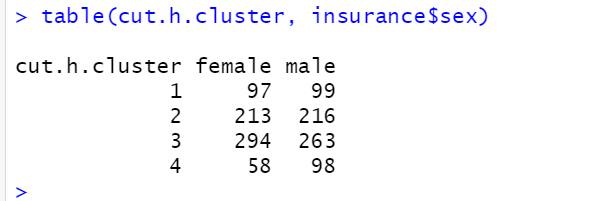 > table(cut.h.cluster, insurance$sex)
cut.h.cluster female male
1 97 99
2 213 216
3 294 263
4 58 98
>